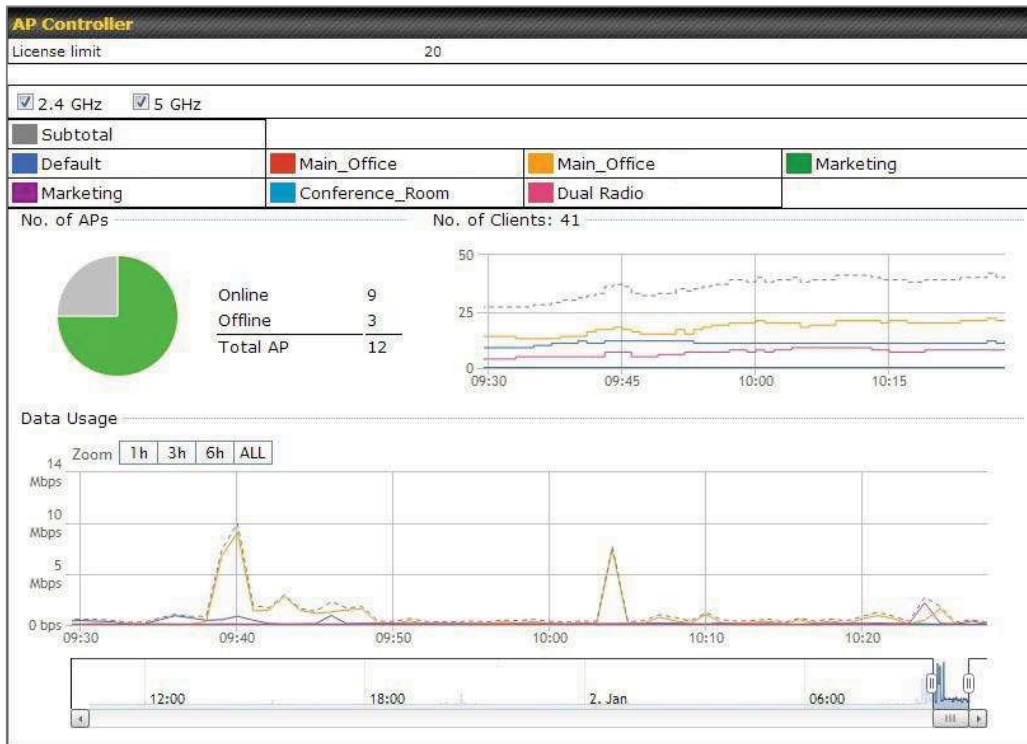 AP Controller
License limit 20
2.4 GHz 5 GHz
Subtotal
Default Main_Office Main_Office Marketing
Marketing Conference_Room Dual Radio
No. of APs
Online 9
Offline 3
Total AP 12
No. of Clients: 41
50
25
0
09:30 09:45 10:00 10:15
Data Usage
Zoom 1h 3h 6h ALL
14
Mbps
10
Mbps
5
Mbps
0 bps
09:30 09:40 09:50 10:00 10:10 10:20
12:00 18:00 2. Jan 06:00